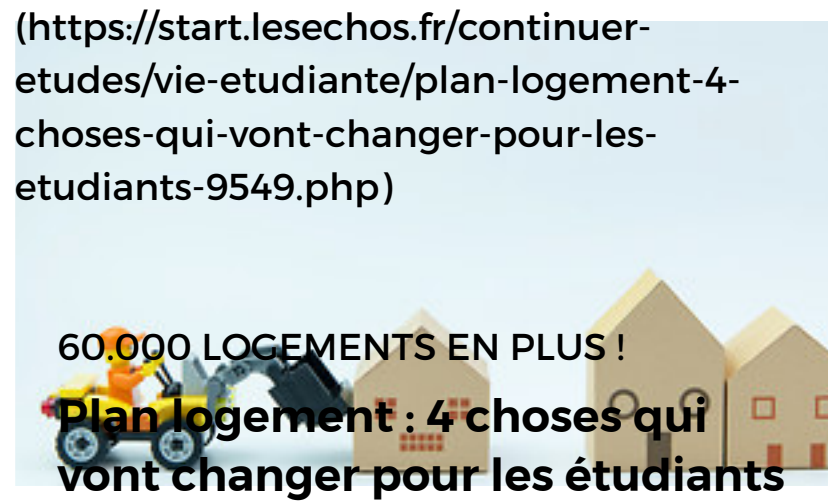 (https://start.lesechos.fr/continuer-
etudes/vie-etudiante/plan-logement-4-
choses-qui-vont-changer-pour-les-
etudiants-9549.php)
60.000 LOGEMENTS EN PLUS !
Plan logement : 4 choses qui
vont changer pour les étudiants